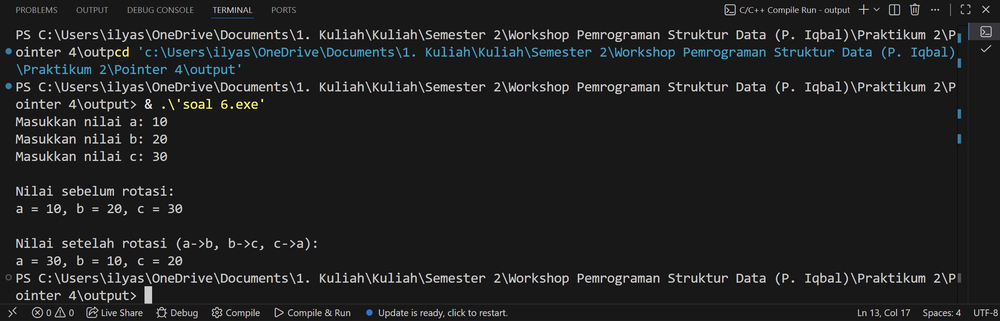 PROBLEMS OUTPUT DEBUG CONSOLE TERMINAL PORTS C/C++ Compile Run - output
PS C:\Users\ilyas\OneDrive\Documents\1. Kuliah\Kuliah\Semester 2\Workshop Pemrograman Struktur Data (P. Iqbal)\Praktikum 2\P
ointer 4\outpcd 'c:\Users\ilyas\OneDrive\Documents\1. Kuliah\Kuliah\Semester 2\Workshop Pemrograman Struktur Data (P. Iqbal)
\Praktikum 2\Pointer 4\output'
PS C:\Users\ilyas\OneDrive\Documents\1. Kuliah\Kuliah\Semester 2\Workshop Pemrograman Struktur Data (P. Iqbal)\Praktikum 2\P
ointer 4\output> & .\'soal 6.exe'
Masukkan nilai a: 10
Masukkan nilai b: 20
Masukkan nilai c: 30
Nilai sebelum rotasi:
a = 10, b = 20, c = 30
Nilai setelah rotasi (a->b, b->c, c->a):
a = 30, b = 10, c = 20
PS C:\Users\ilyas\OneDrive\Documents\1. Kuliah\Kuliah\Semester 2\Workshop Pemrograman Struktur Data (P. Iqbal)\Praktikum 2\P
ointer 4\output>
0 0 Live Share Debug Compile Compile & Run Update is ready, click to restart. Ln 13, Col 17 Spaces: 4 UTF-8